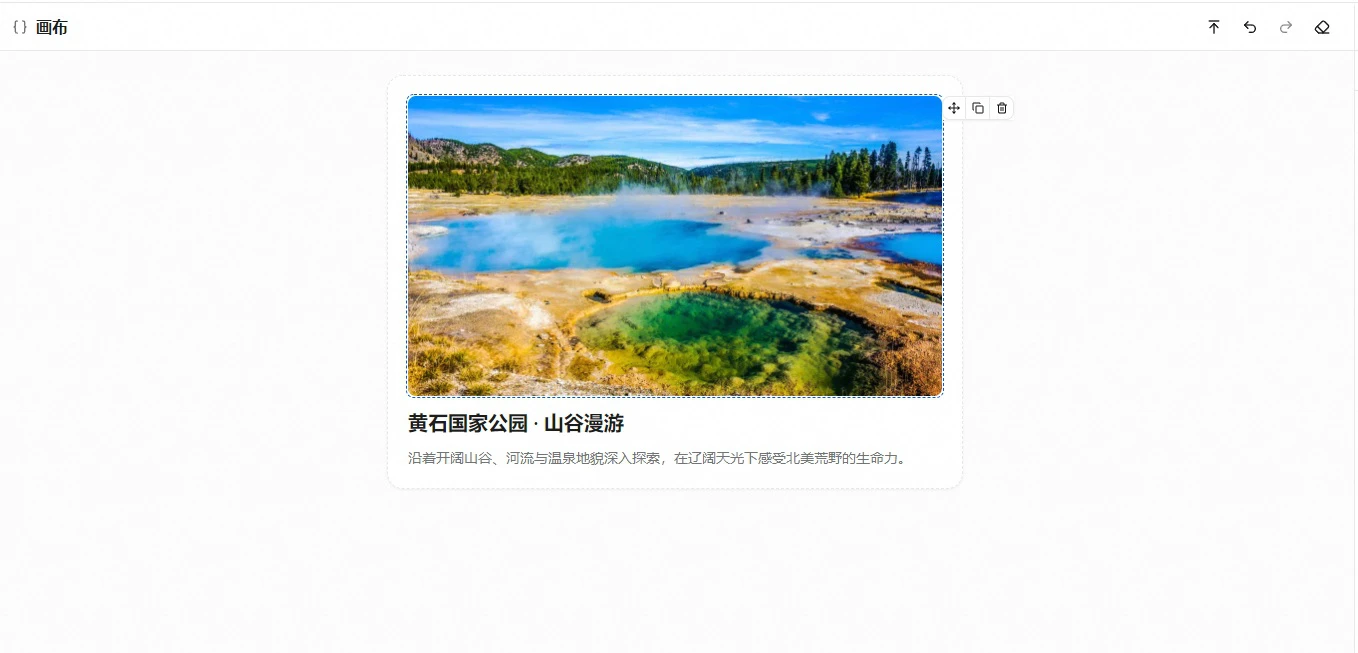 { } 画布
黄石国家公园 · 山谷漫游
沿着开阔山谷、河流与温泉地貌深入探索，在辽阔天光下感受北美荒野的生命力。